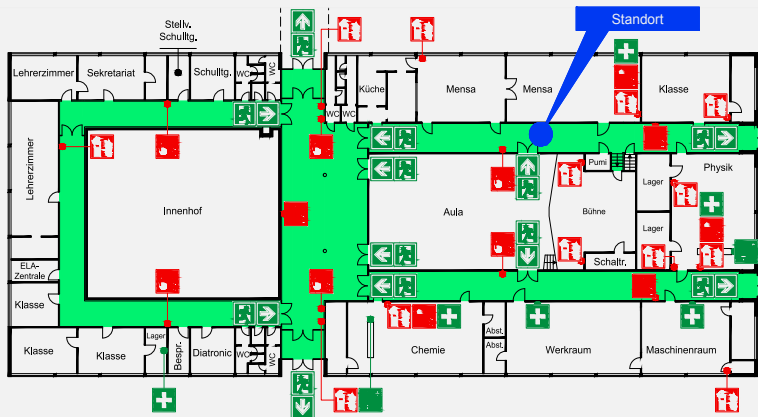 Stellv.
Schulltg.
Standort
Lehrerzimmer
Sekretariat
Schulltg.
WC
WC
WC
WC
Küche
Mensa
Mensa
Klasse
Lehrerzimmer
Innenhof
Aula
Pumi
Bühne
Lager
Physik
Lager
Schaltr.
ELA-
Zentrale
Klasse
Klasse
Klasse
Lager
Bespr.
Diatronic
WC
WC
Chemie
Abst.
Abst.
Werkraum
Maschinenraum